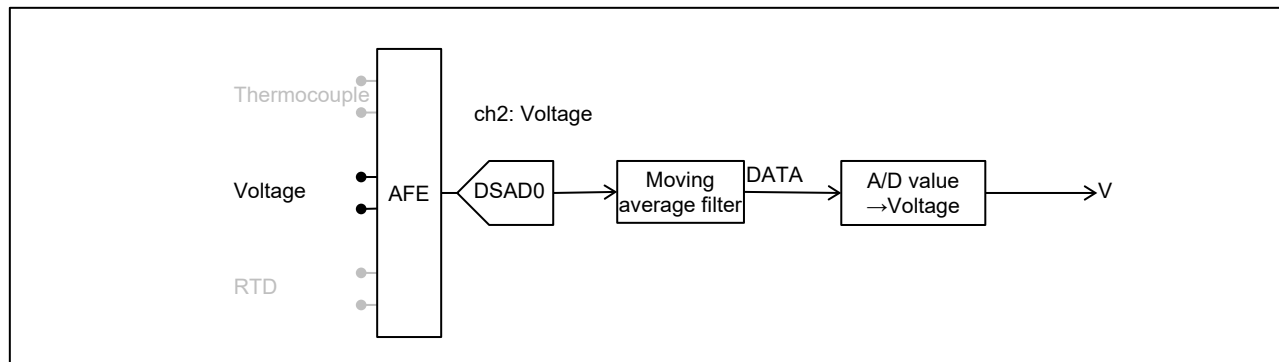 Thermocouple
ch2: Voltage
Voltage
AFE
DSAD0
Moving
average filter
DATA
A/D value
→Voltage
V
RTD